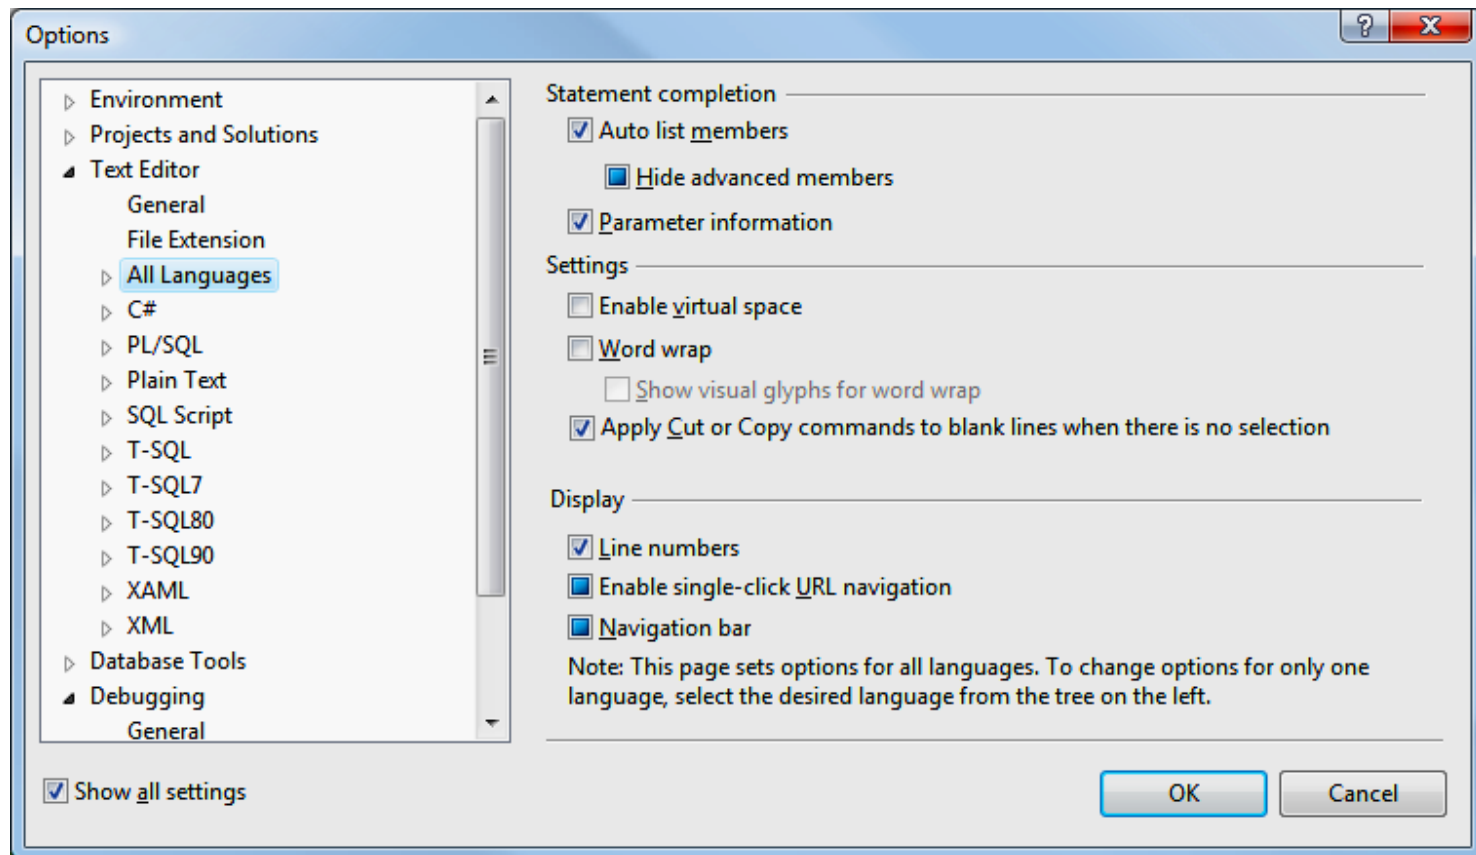 Options
Environment
Projects and Solutions
Text Editor
General
File Extension
All Languages
C#
PL/SQL
Plain Text
SQL Script
T-SQL
T-SQL7
T-SQL80
T-SQL90
XAML
XML
Database Tools
Debugging
General
Show all settings
Statement completion
Auto list members
Hide advanced members
Parameter information
Settings
Enable virtual space
Word wrap
Show visual glyphs for word wrap
Apply Cut or Copy commands to blank lines when there is no selection
Display
Line numbers
Enable single-click URL navigation
Navigation bar
Note: This page sets options for all languages. To change options for only one
language, select the desired language from the tree on the left.
OK
Cancel